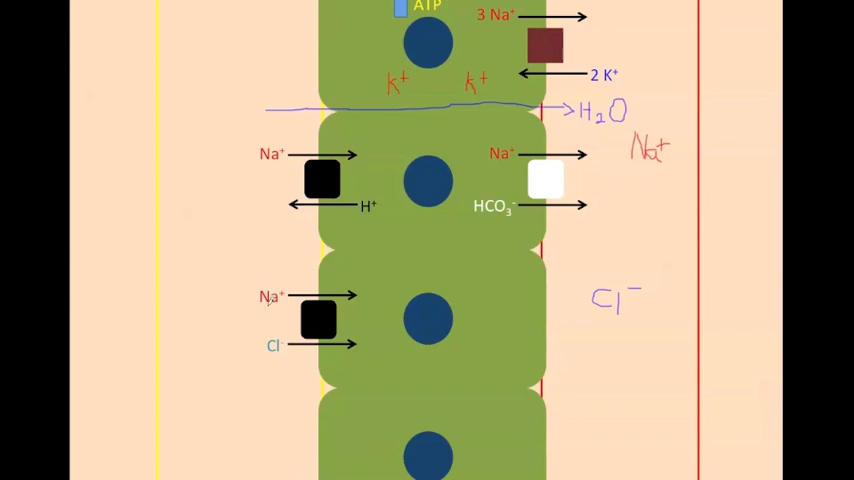 ATP
3 Na⁺
2 K⁺
K⁺ K⁺
H₂O
Na⁺ Na⁺ Na⁺
H⁺ HCO₃⁻
Na⁺ Cl⁻
Cl⁻